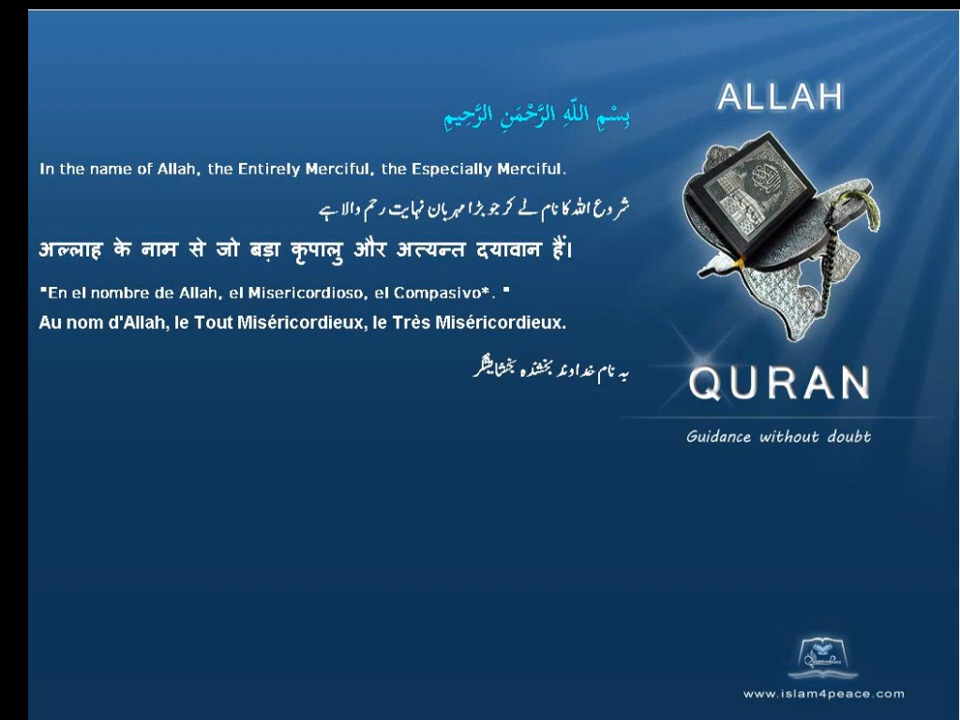 بِسْمِ اللّهِ الرَّحْمَنِ الرَّحِيمِ
In the name of Allah, the Entirely Merciful, the Especially Merciful.
شروع اللہ کا نام لے کر جو بڑا مہربان نہایت رحم والا ہے
अल्लाह के नाम से जो बड़ा कृपालु और अत्यन्त दयावान हैं।
"En el nombre de Allah, el Misericordioso, el Compasivo*. "
Au nom d'Allah, le Tout Miséricordieux, le Très Miséricordieux.
به نام خداوند بخشنده بخشایشگر
ALLAH
QURAN
Guidance without doubt
www.islam4peace.com